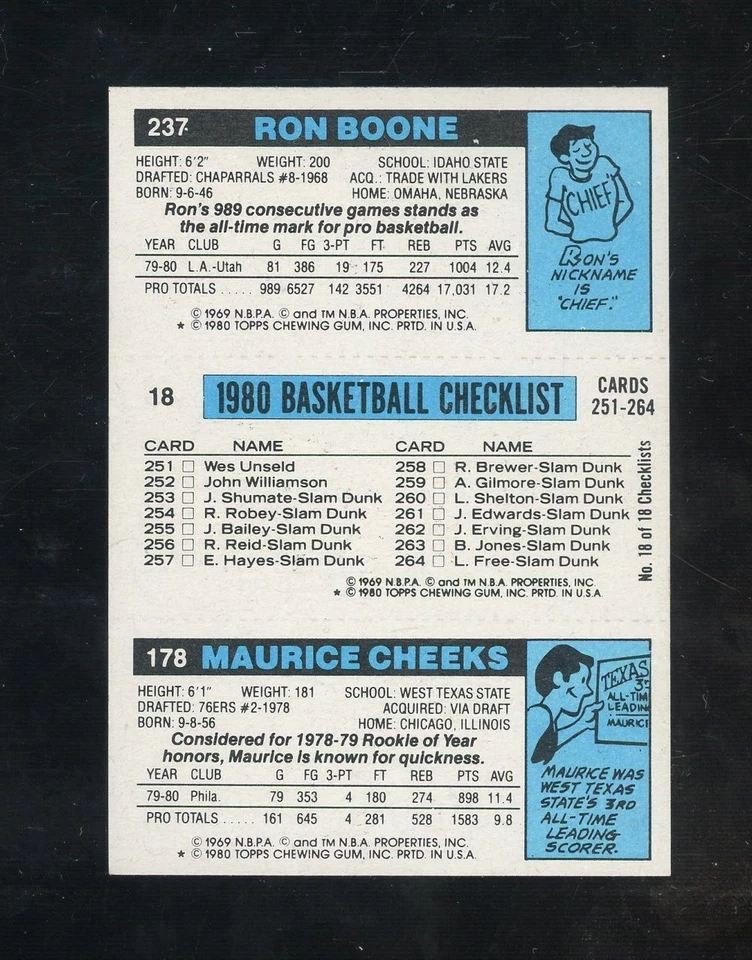 237
RON BOONE
HEIGHT: 6'2" WEIGHT: 200 SCHOOL: IDAHO STATE
DRAFTED: CHAPARRALS #8-1968 ACQ.: TRADE WITH LAKERS
BORN: 9-6-46 HOME: OMAHA, NEBRASKA
Ron's 989 consecutive games stands as
the all-time mark for pro basketball.
YEAR CLUB G FG 3-PT FT REB PTS AVG
79-80 L.A.-Utah 81 386 19 175 227 1004 12.4
PRO TOTALS ..... 989 6527 142 3551 4264 17,031 17.2
© 1969 N.B.P.A. © and TM N.B.A. PROPERTIES, INC.
* © 1980 TOPPS CHEWING GUM, INC. PRTD. IN U.S.A.
CHIEF
RON'S
NICKNAME
IS
"CHIEF."
18
1980 BASKETBALL CHECKLIST
CARDS
251-264
CARD NAME
251 Wes Unseld
252 John Williamson
253 J. Shumate-Slam Dunk
254 R. Robey-Slam Dunk
255 J. Bailey-Slam Dunk
256 R. Reid-Slam Dunk
257 E. Hayes-Slam Dunk
CARD NAME
258 R. Brewer-Slam Dunk
259 A. Gilmore-Slam Dunk
260 L. Shelton-Slam Dunk
261 J. Edwards-Slam Dunk
262 J. Erving-Slam Dunk
263 B. Jones-Slam Dunk
264 L. Free-Slam Dunk
No. 18 of 18 Checklists
© 1969 N.B.P.A. © and TM N.B.A. PROPERTIES, INC.
* © 1980 TOPPS CHEWING GUM, INC. PRTD. IN U.S.A.
178
MAURICE CHEEKS
HEIGHT: 6'1" WEIGHT: 181 SCHOOL: WEST TEXAS STATE
DRAFTED: 76ERS #2-1978 ACQUIRED: VIA DRAFT
BORN: 9-8-56 HOME: CHICAGO, ILLINOIS
Considered for 1978-79 Rookie of Year
honors, Maurice is known for quickness.
YEAR CLUB G FG 3-PT FT REB PTS AVG
79-80 Phila. 79 353 4 180 274 898 11.4
PRO TOTALS ..... 161 645 4 281 528 1583 9.8
© 1969 N.B.P.A. © and TM N.B.A. PROPERTIES, INC.
* © 1980 TOPPS CHEWING GUM, INC. PRTD. IN U.S.A.
TEXAS
ALL-TIM
LEADIN
MAURIC
MAURICE WAS
WEST TEXAS
STATE'S 3RD
ALL-TIME
LEADING
SCORER.